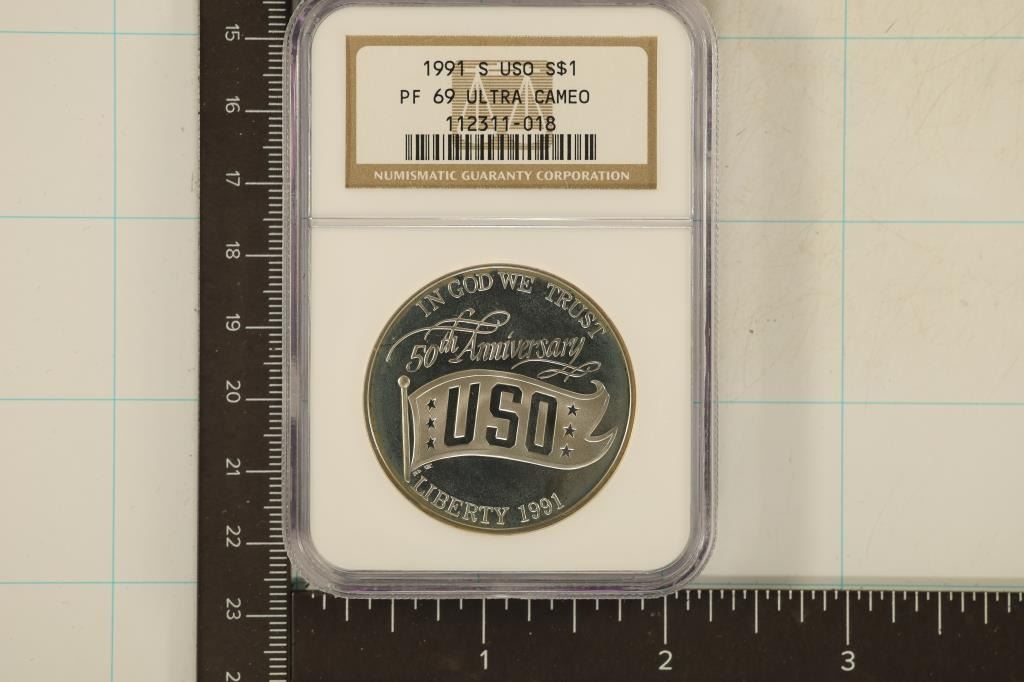 1991 S USO S$1
PF 69 ULTRA CAMEO
112311-018
NUMISMATIC GUARANTY CORPORATION
IN GOD WE TRUST
50th Anniversary
USO
LIBERTY 1991
15
16
17
18
19
20
21
22
23
1 2 3